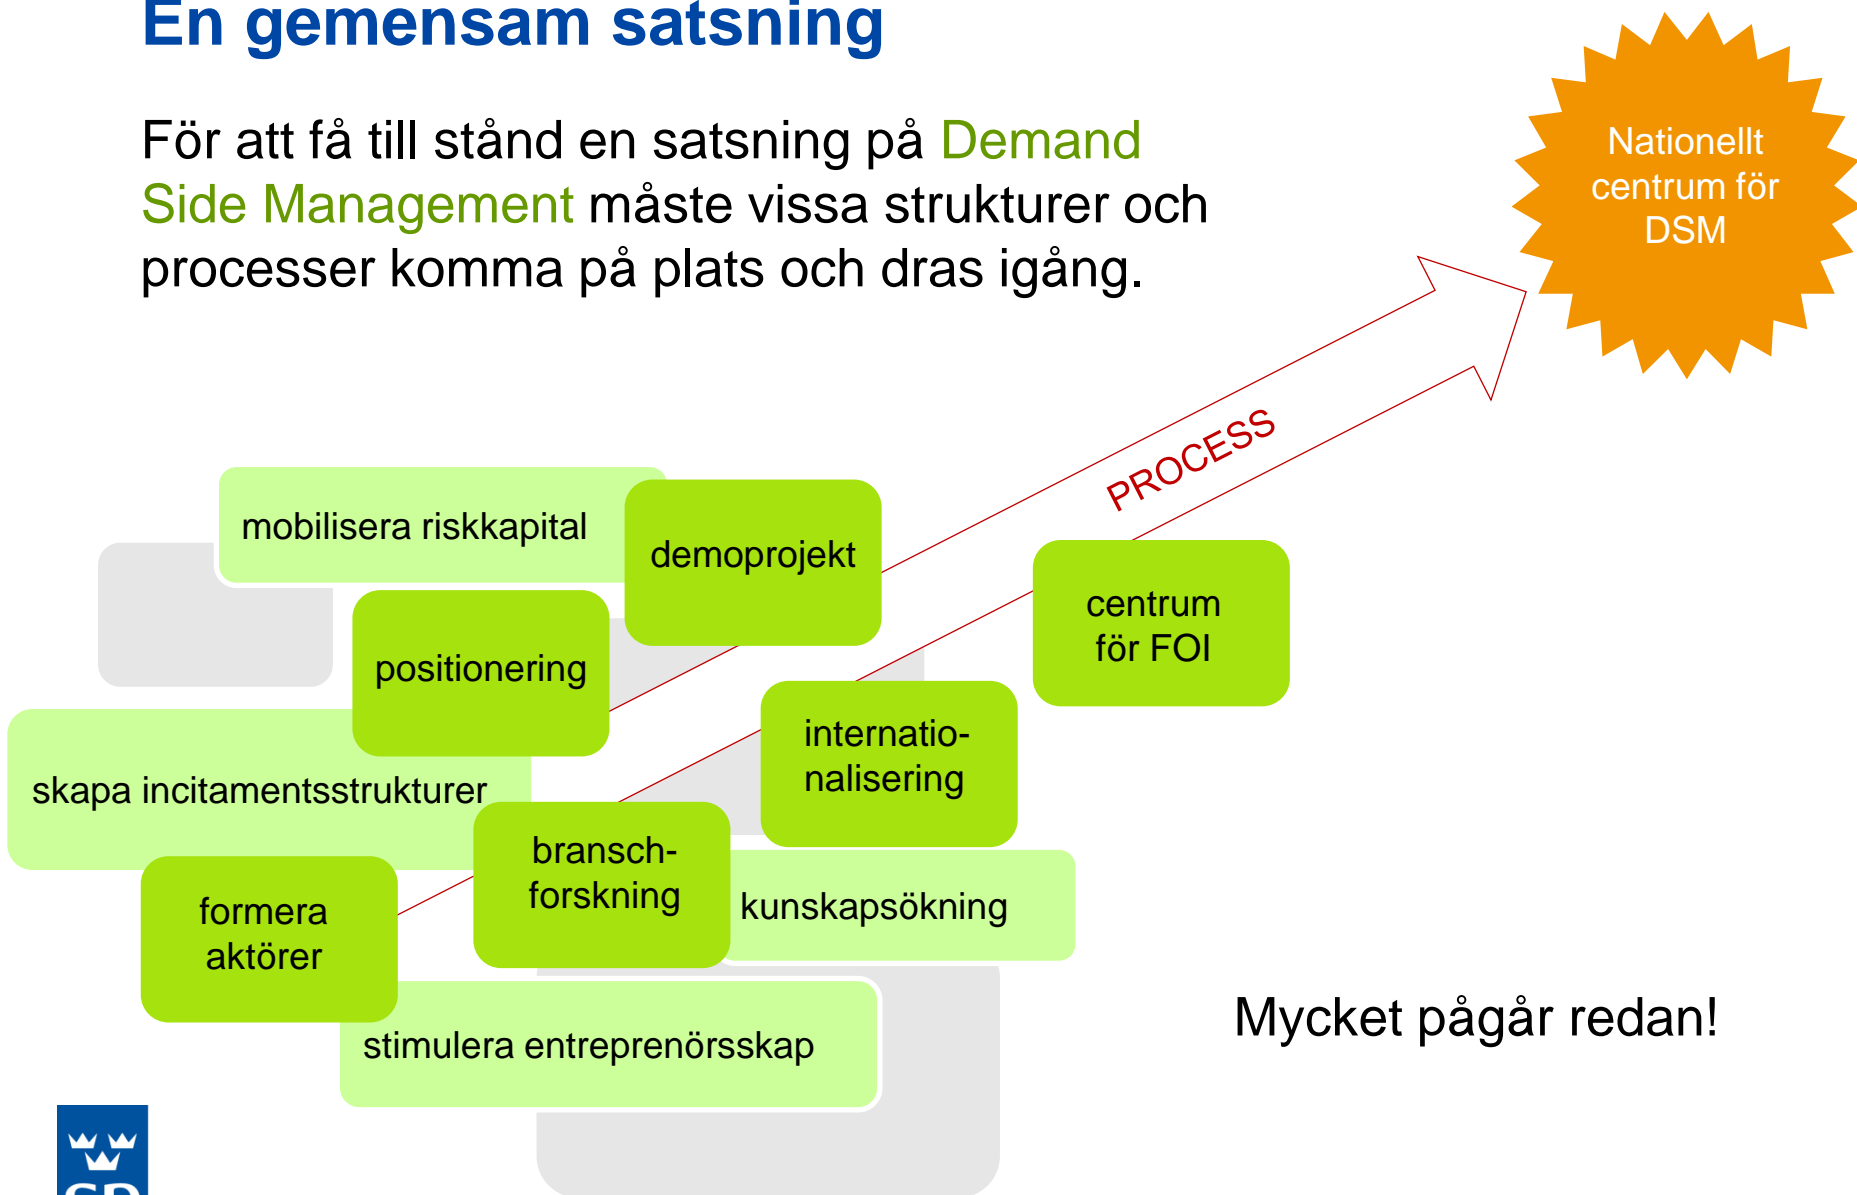 En gemensam satsning
För att få till stånd en satsning på Demand
Side Management måste vissa strukturer och
processer komma på plats och dras igång.
Nationellt
centrum för
DSM
PROCESS
mobilisera riskkapital
demoprojekt
centrum
för FOI
positionering
internatio-
nalisering
skapa incitamentsstrukturer
bransch-
forskning
kunskapsökning
formera
aktörer
stimulera entreprenörsskap
Mycket pågår redan!
SP